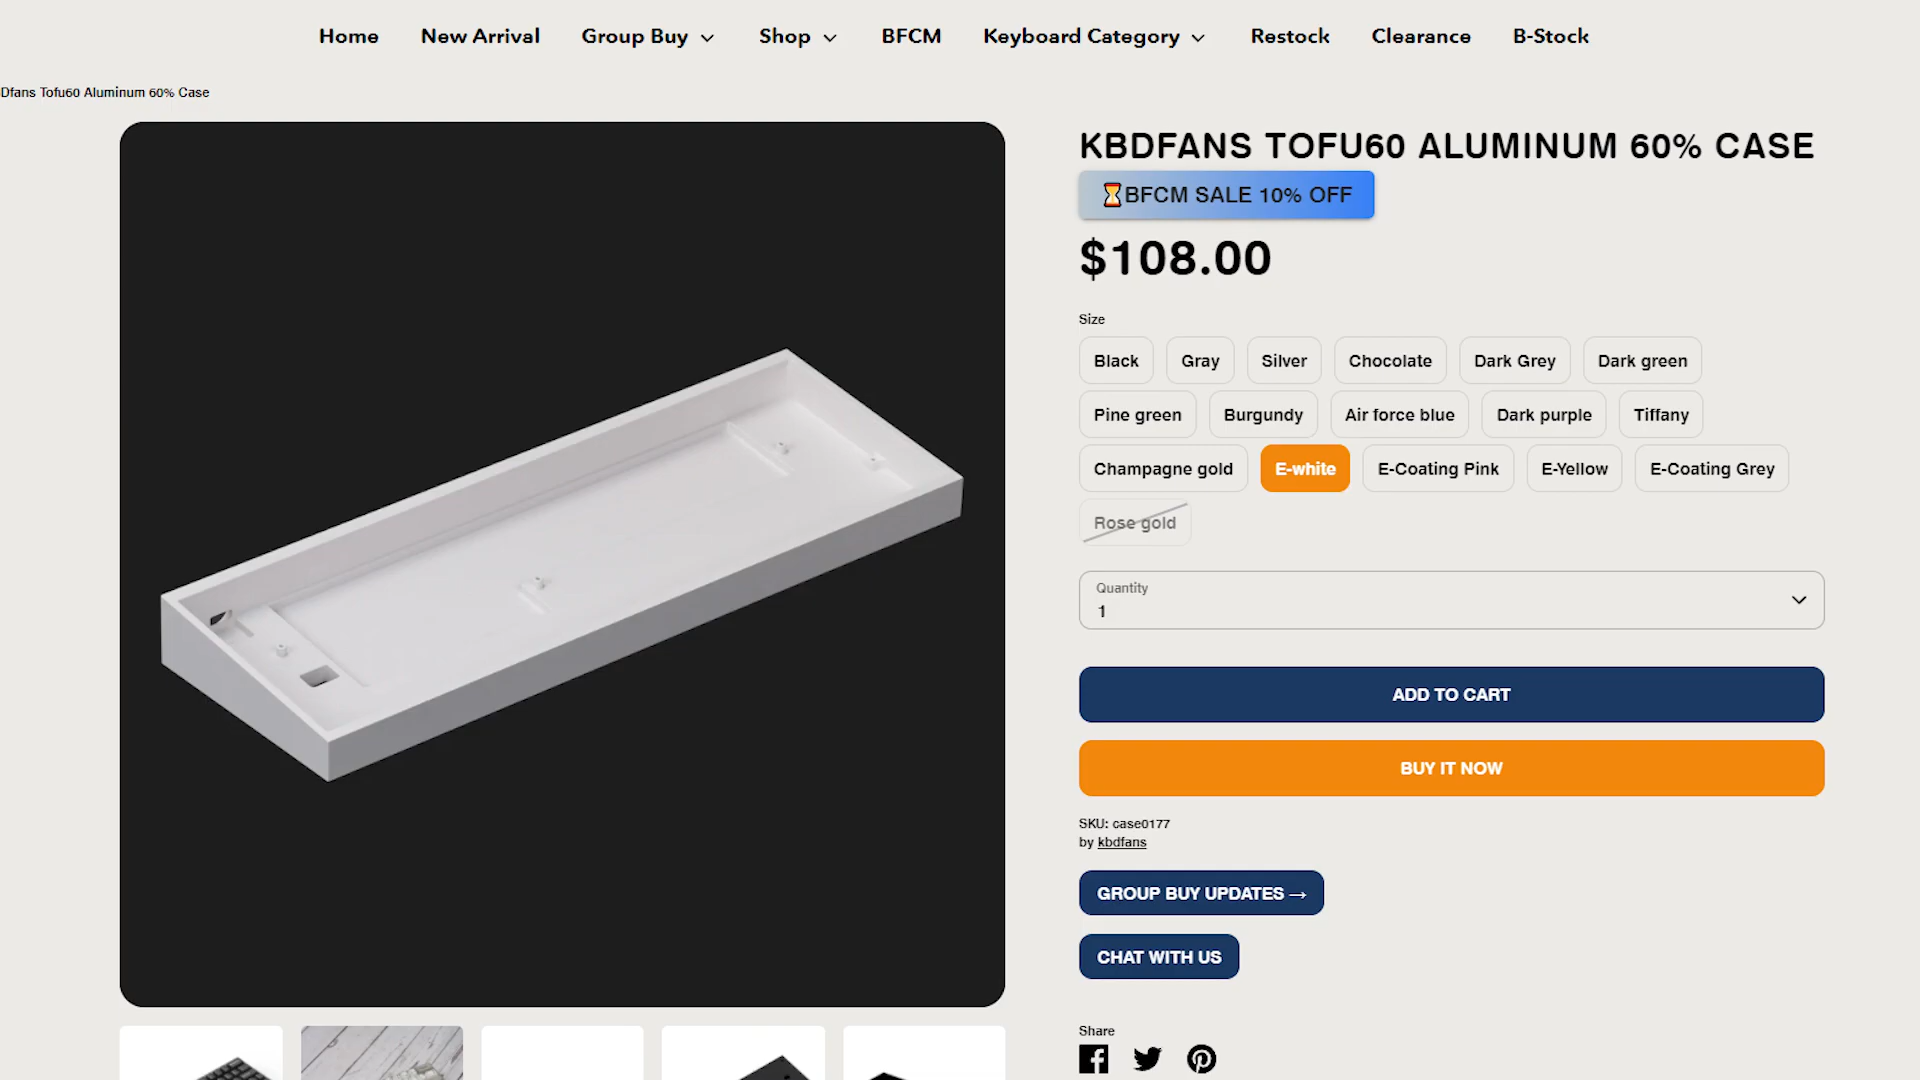 Home New Arrival Group Buy Shop BFCM Keyboard Category Restock Clearance B-Stock
Dfans Tofu60 Aluminum 60% Case
KBDFANS TOFU60 ALUMINUM 60% CASE
⏳BFCM SALE 10% OFF
$108.00
Size
Black Gray Silver Chocolate Dark Grey Dark green
Pine green Burgundy Air force blue Dark purple Tiffany
Champagne gold E-white E-Coating Pink E-Yellow E-Coating Grey
Rose gold
Quantity
1
ADD TO CART
BUY IT NOW
SKU: case0177
by kbdfans
GROUP BUY UPDATES →
CHAT WITH US
Share